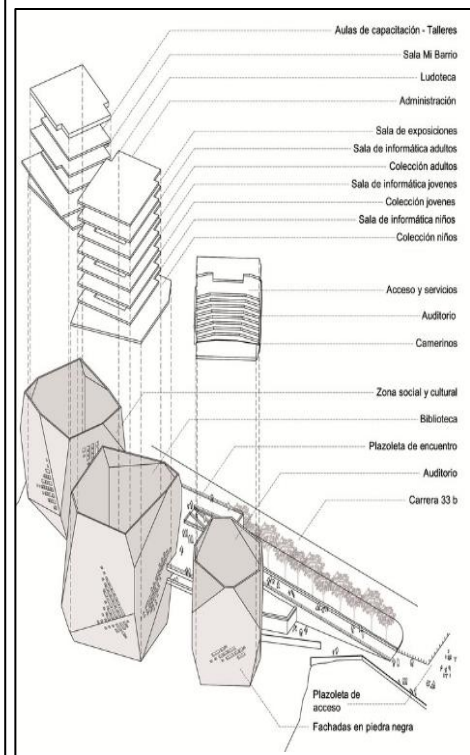 Aulas de capacitación - Talleres
Sala Mi Barrio
Ludoteca
Administración
Sala de exposiciones
Sala de informática adultos
Colección adultos
Sala de informática jovenes
Colección jovenes
Sala de informática niños
Colección niños
Acceso y servicios
Auditorio
Camerinos
Zona social y cultural
Biblioteca
Plazoleta de encuentro
Auditorio
Carrera 33 b
Plazoleta de
acceso
Fachadas en piedra negra